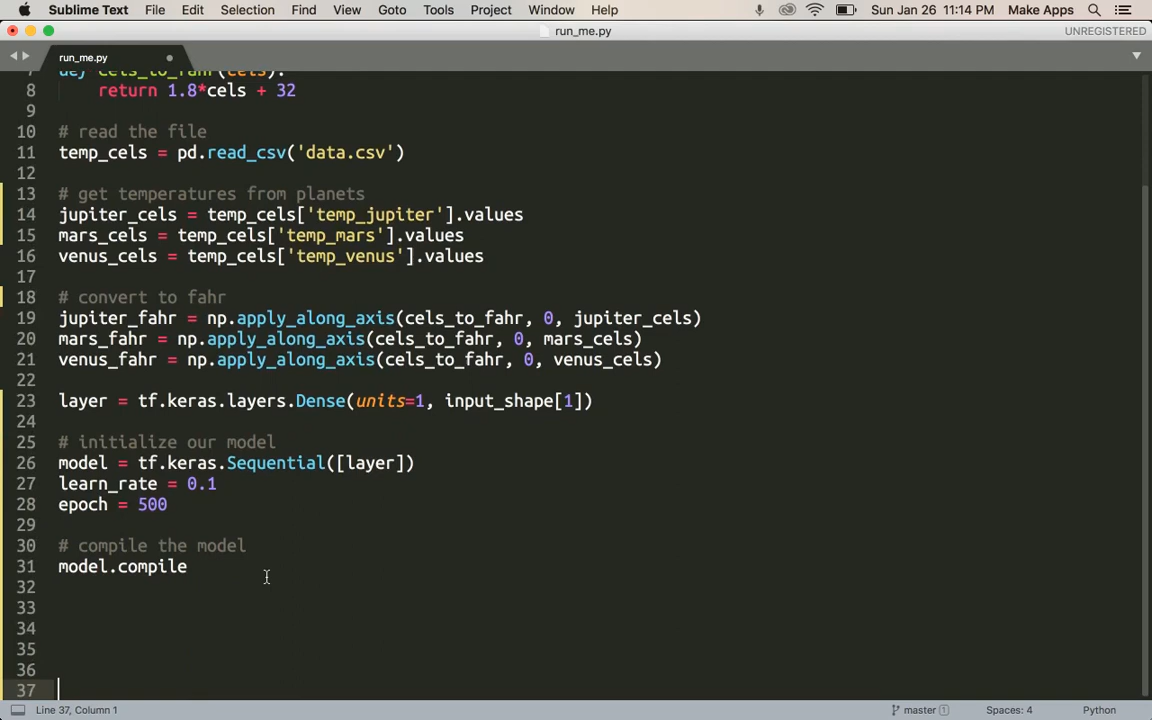 Sublime Text File Edit Selection Find View Goto Tools Project Window Help Sun Jan 26 11:14 PM Make Apps
run_me.py UNREGISTERED
run_me.py
7 def cels_to_fahr(cels):
8 return 1.8*cels + 32
9
10 # read the file
11 temp_cels = pd.read_csv('data.csv')
12
13 # get temperatures from planets
14 jupiter_cels = temp_cels['temp_jupiter'].values
15 mars_cels = temp_cels['temp_mars'].values
16 venus_cels = temp_cels['temp_venus'].values
17
18 # convert to fahr
19 jupiter_fahr = np.apply_along_axis(cels_to_fahr, 0, jupiter_cels)
20 mars_fahr = np.apply_along_axis(cels_to_fahr, 0, mars_cels)
21 venus_fahr = np.apply_along_axis(cels_to_fahr, 0, venus_cels)
22
23 layer = tf.keras.layers.Dense(units=1, input_shape[1])
24
25 # initialize our model
26 model = tf.keras.Sequential([layer])
27 learn_rate = 0.1
28 epoch = 500
29
30 # compile the model
31 model.compile
32
33
34
35
36
37
Line 37, Column 1 master 1 Spaces: 4 Python